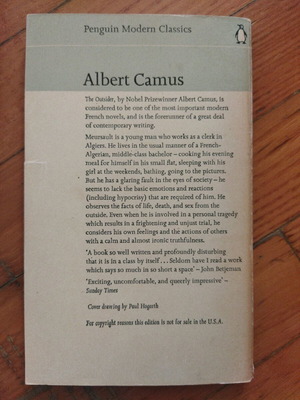 Penguin Modern Classics
Albert Camus
The Outsider, by Nobel Prizewinner Albert Camus, is
considered to be one of the most important modern
French novels, and is the forerunner of a great deal
of contemporary writing.
Meursault is a young man who works as a clerk in
Algiers. He lives in the usual manner of a French-
Algerian, middle-class bachelor – cooking his evening
meal for himself in his small flat, sleeping with his
girl at the weekends, bathing, going to the pictures.
But he has a glaring fault in the eyes of society – he
seems to lack the basic emotions and reactions
(including hypocrisy) that are required of him. He
observes the facts of life, death, and sex from the
outside. Even when he is involved in a personal tragedy
which results in a frightening and unjust trial, he
considers his own feelings and the actions of others
with a calm and almost ironic truthfulness.
'A book so well written and profoundly disturbing
that it is in a class by itself . . . Seldom have I read a work
which says so much in so short a space' – John Betjeman
'Exciting, uncomfortable, and queerly impressive' –
Sunday Times
Cover drawing by Paul Hogarth
For copyright reasons this edition is not for sale in the U.S.A.